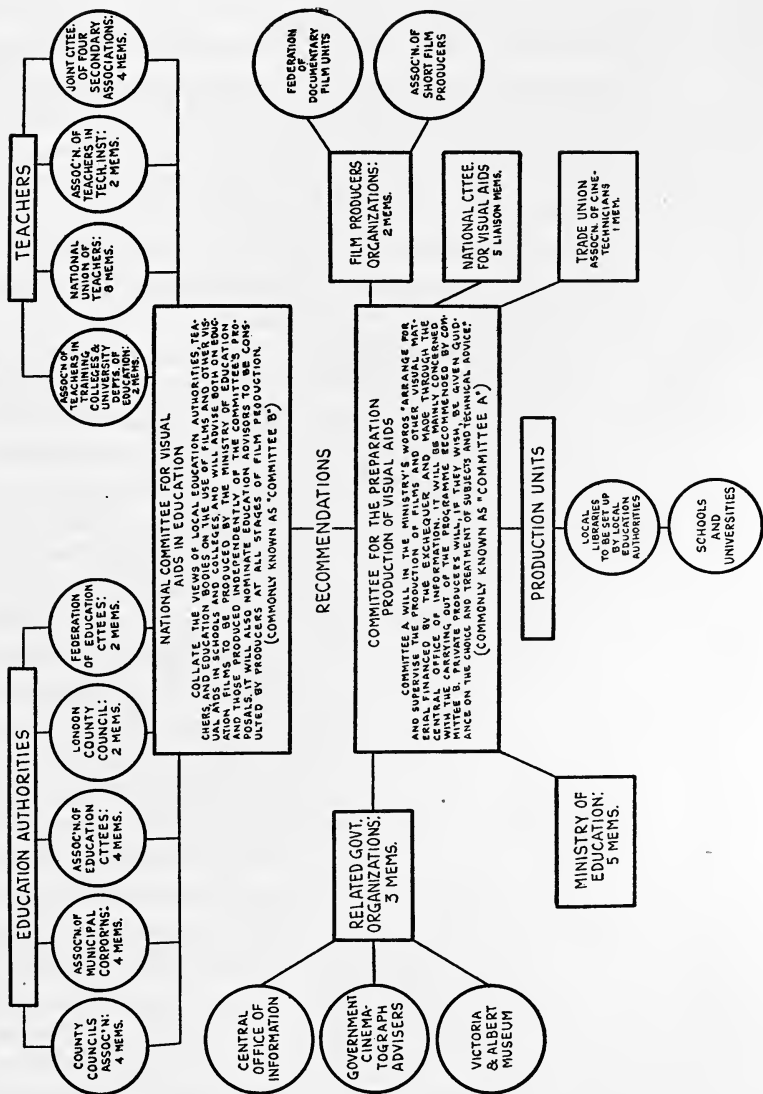 EDUCATION AUTHORITIES
COUNTY
COUNCILS
ASSOC'N:
4 MEMS.
ASSOC'N. OF
MUNICIPAL
CORPOR'NS:
4 MEMS.
ASSOC'N. OF
EDUCATION
CTTEES:
4 MEMS.
LONDON
COUNTY
COUNCIL:
2 MEMS.
FEDERATION
OF EDUCATION
CTTEES:
2 MEMS.
TEACHERS
ASSOC'N OF
TEACHERS IN
TRAINING
COLLEGES &
UNIVERSITY
DEPTS. OF
EDUCATION:
2 MEMS.
NATIONAL
UNION OF
TEACHERS:
8 MEMS.
ASSOC'N. OF
TEACHERS IN
TECH. INST:
2 MEMS.
JOINT CTTEE.
OF FOUR
SECONDARY
ASSOCIATIONS:
4 MEMS.
NATIONAL COMMITTEE FOR VISUAL
AIDS IN EDUCATION
COLLATE THE VIEWS OF LOCAL EDUCATION AUTHORITIES, TEA-
CHERS, AND EDUCATION BODIES ON THE USE OF FILMS AND OTHER VIS-
UAL AIDS IN SCHOOLS AND COLLEGES, AND WILL ADVISE BOTH ON EDUC-
ATION FILMS TO BE PRODUCED BY THE MINISTRY OF EDUCATION
AND THOSE PRODUCED INDEPENDENTLY OF THE COMMITTEE'S PRO-
POSALS. IT WILL ALSO NOMINATE EDUCATION ADVISORS TO BE CONS-
ULTED BY PRODUCERS AT ALL STAGES OF FILM PRODUCTION.
(COMMONLY KNOWN AS "COMMITTEE B")
RECOMMENDATIONS
COMMITTEE FOR THE PREPARATION
PRODUCTION OF VISUAL AIDS
COMMITTEE A WILL IN THE MINISTRY'S WORDS "ARRANGE FOR
AND SUPERVISE THE PRODUCTION OF FILMS AND OTHER VISUAL MAT-
ERIAL FINANCED BY THE EXCHEQUER AND MADE THROUGH THE
CENTRAL OFFICE OF INFORMATION. IT WILL BE MAINLY CONCERNED
WITH THE CARRYING OUT OF THE PROGRAMME RECOMMENDED BY COM-
MITTEE B. PRIVATE PRODUCERS WILL, IF THEY WISH, BE GIVEN GUID-
ANCE ON THE CHOICE AND TREATMENT OF SUBJECTS AND TECHNICAL ADVICE."
(COMMONLY KNOWN AS "COMMITTEE A")
RELATED GOVT.
ORGANIZATIONS:
3 MEMS.
CENTRAL
OFFICE OF
INFORMATION
GOVERNMENT
CINEMA-
TOGRAPH
ADVISERS
VICTORIA
& ALBERT
MUSEUM
MINISTRY OF
EDUCATION:
5 MEMS.
FILM PRODUCERS
ORGANIZATIONS:
2 MEMS.
FEDERATION
OF
DOCUMENTARY
FILM UNITS
ASSOC'N. OF
SHORT FILM
PRODUCERS
NATIONAL CTTEE.
FOR VISUAL AIDS
5 LIAISON MEMS.
TRADE UNION
ASSOC'N. OF CINE-
TECHNICIANS
1 MEM.
PRODUCTION UNITS
LOCAL
LIBRARIES
TO BE SET UP
BY LOCAL
EDUCATION
AUTHORITIES
SCHOOLS
AND
UNIVERSITIES